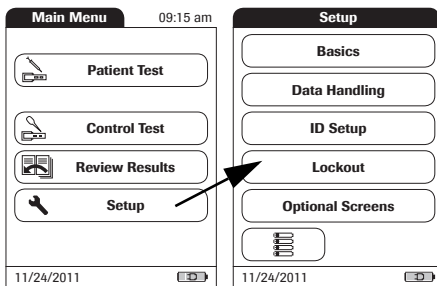 Main Menu
09:15 am
Patient Test
Control Test
Review Results
Setup
11/24/2011
Setup
Basics
Data Handling
ID Setup
Lockout
Optional Screens
11/24/2011